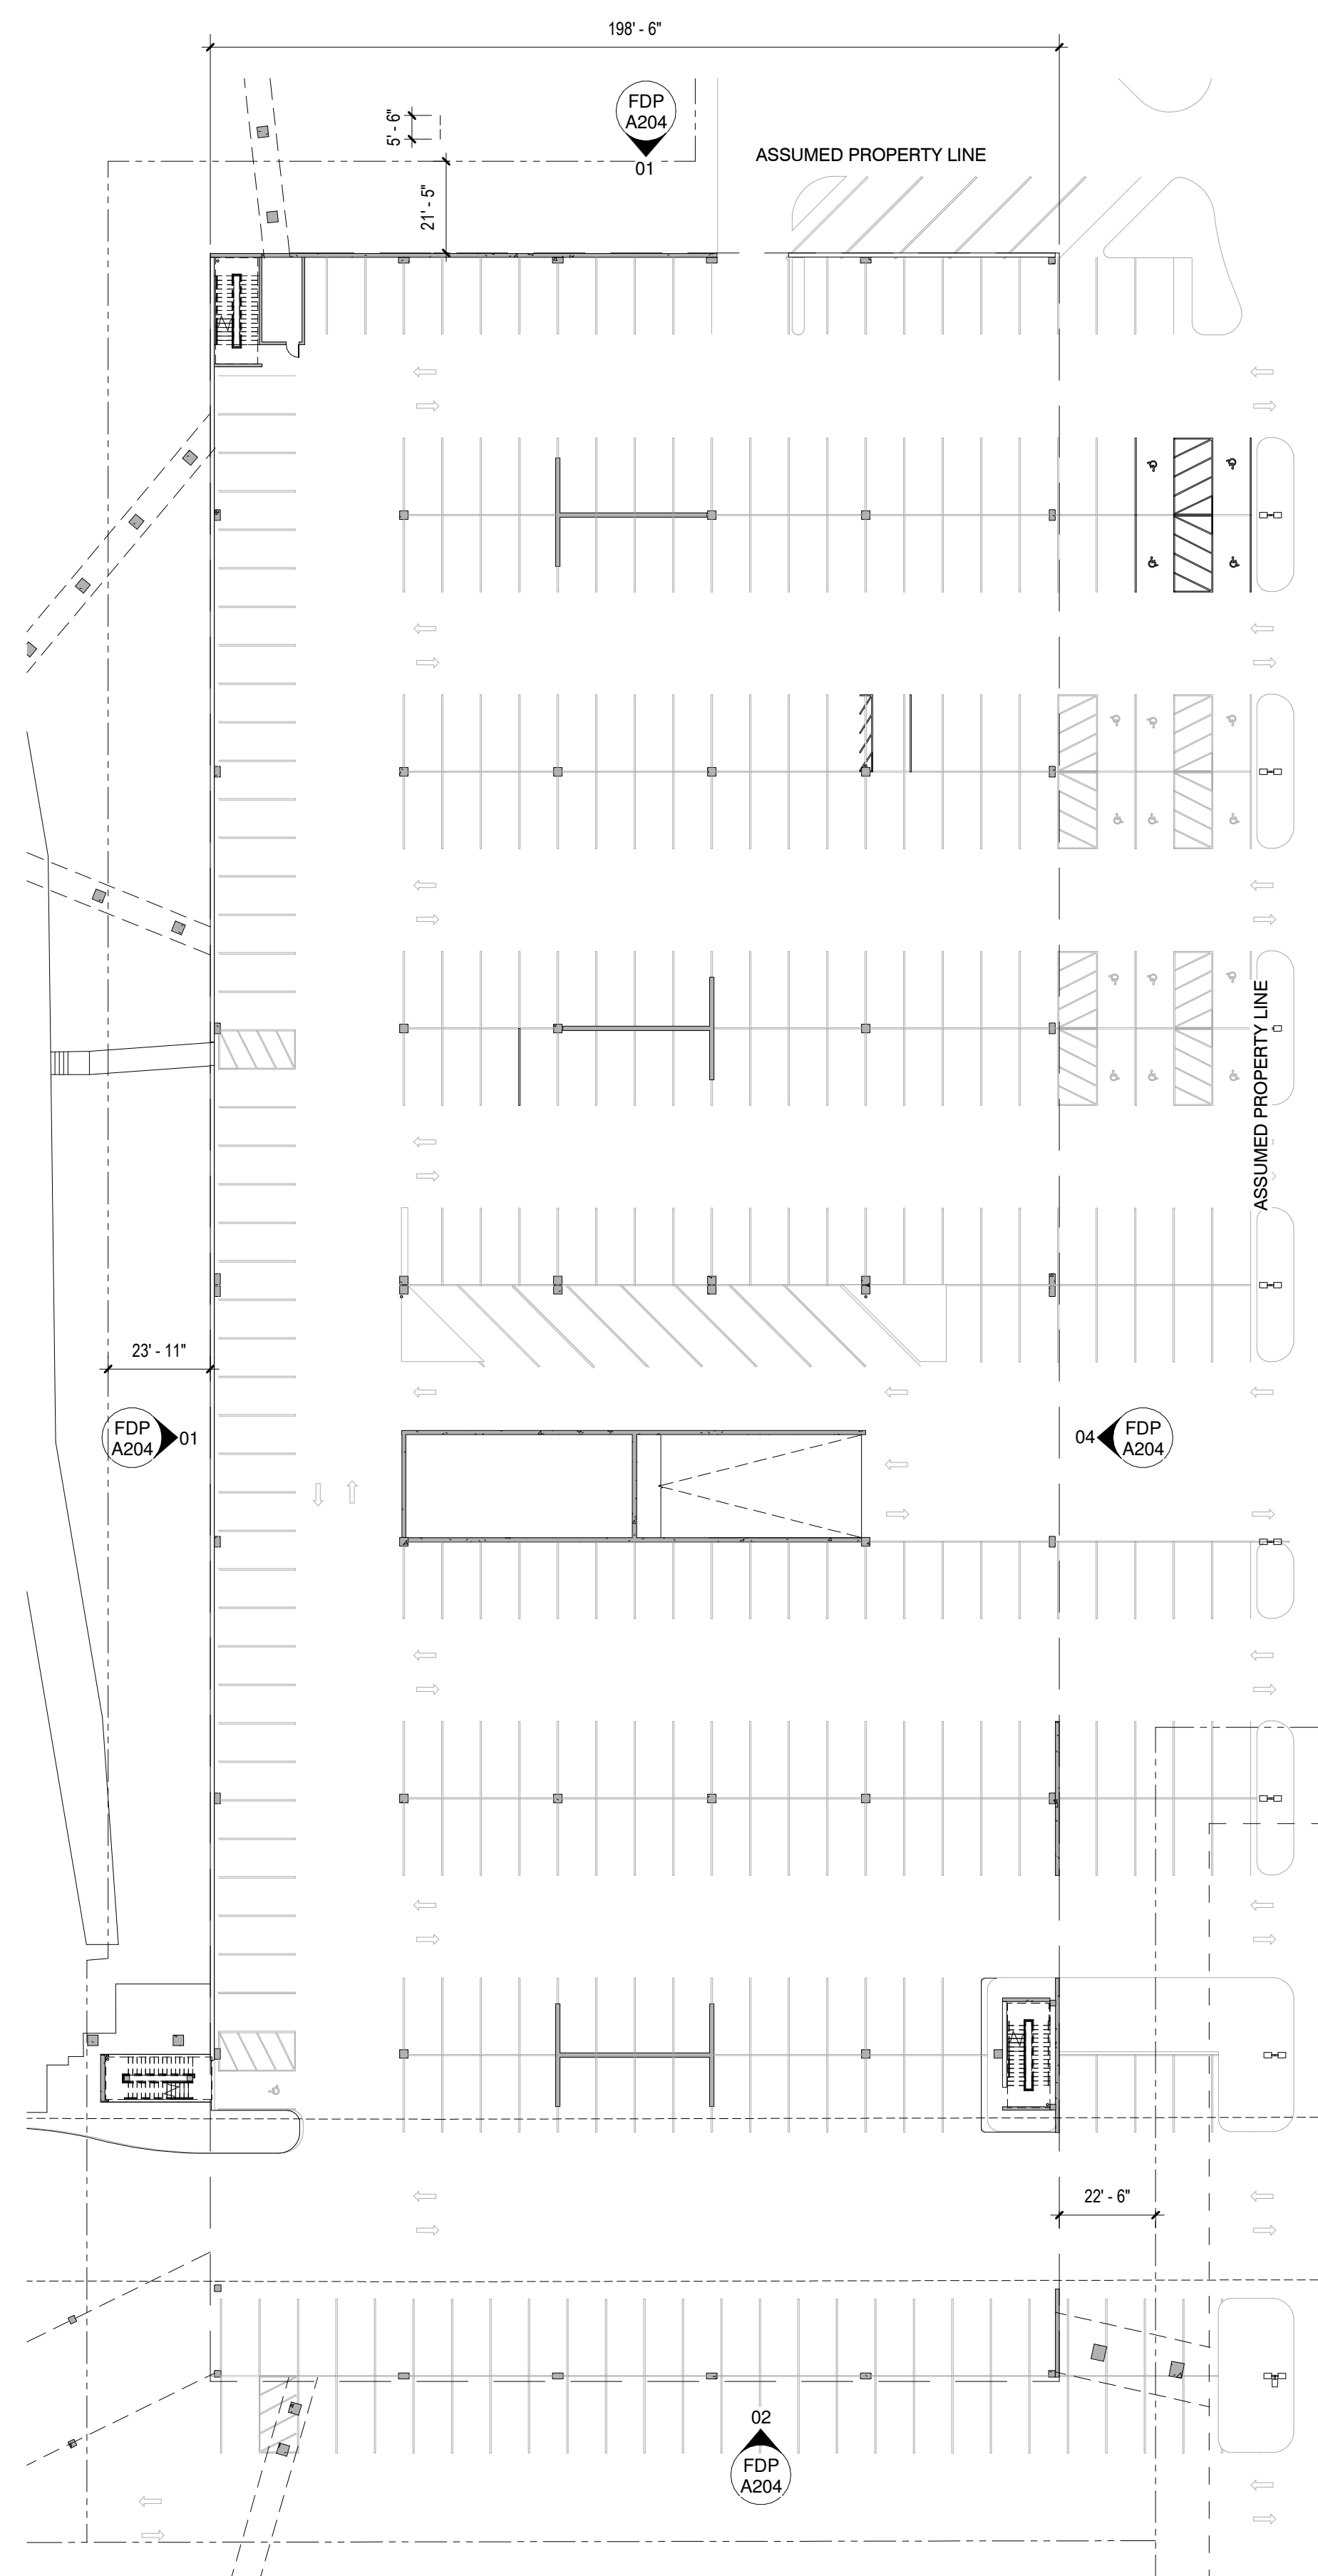 198' - 6"
5' - 6"
FDP
A204
01
ASSUMED PROPERTY LINE
21' - 5"
ASSUMED PROPERTY LINE
23' - 11"
FDP
A204
01
04
FDP
A204
22' - 6"
02
FDP
A204